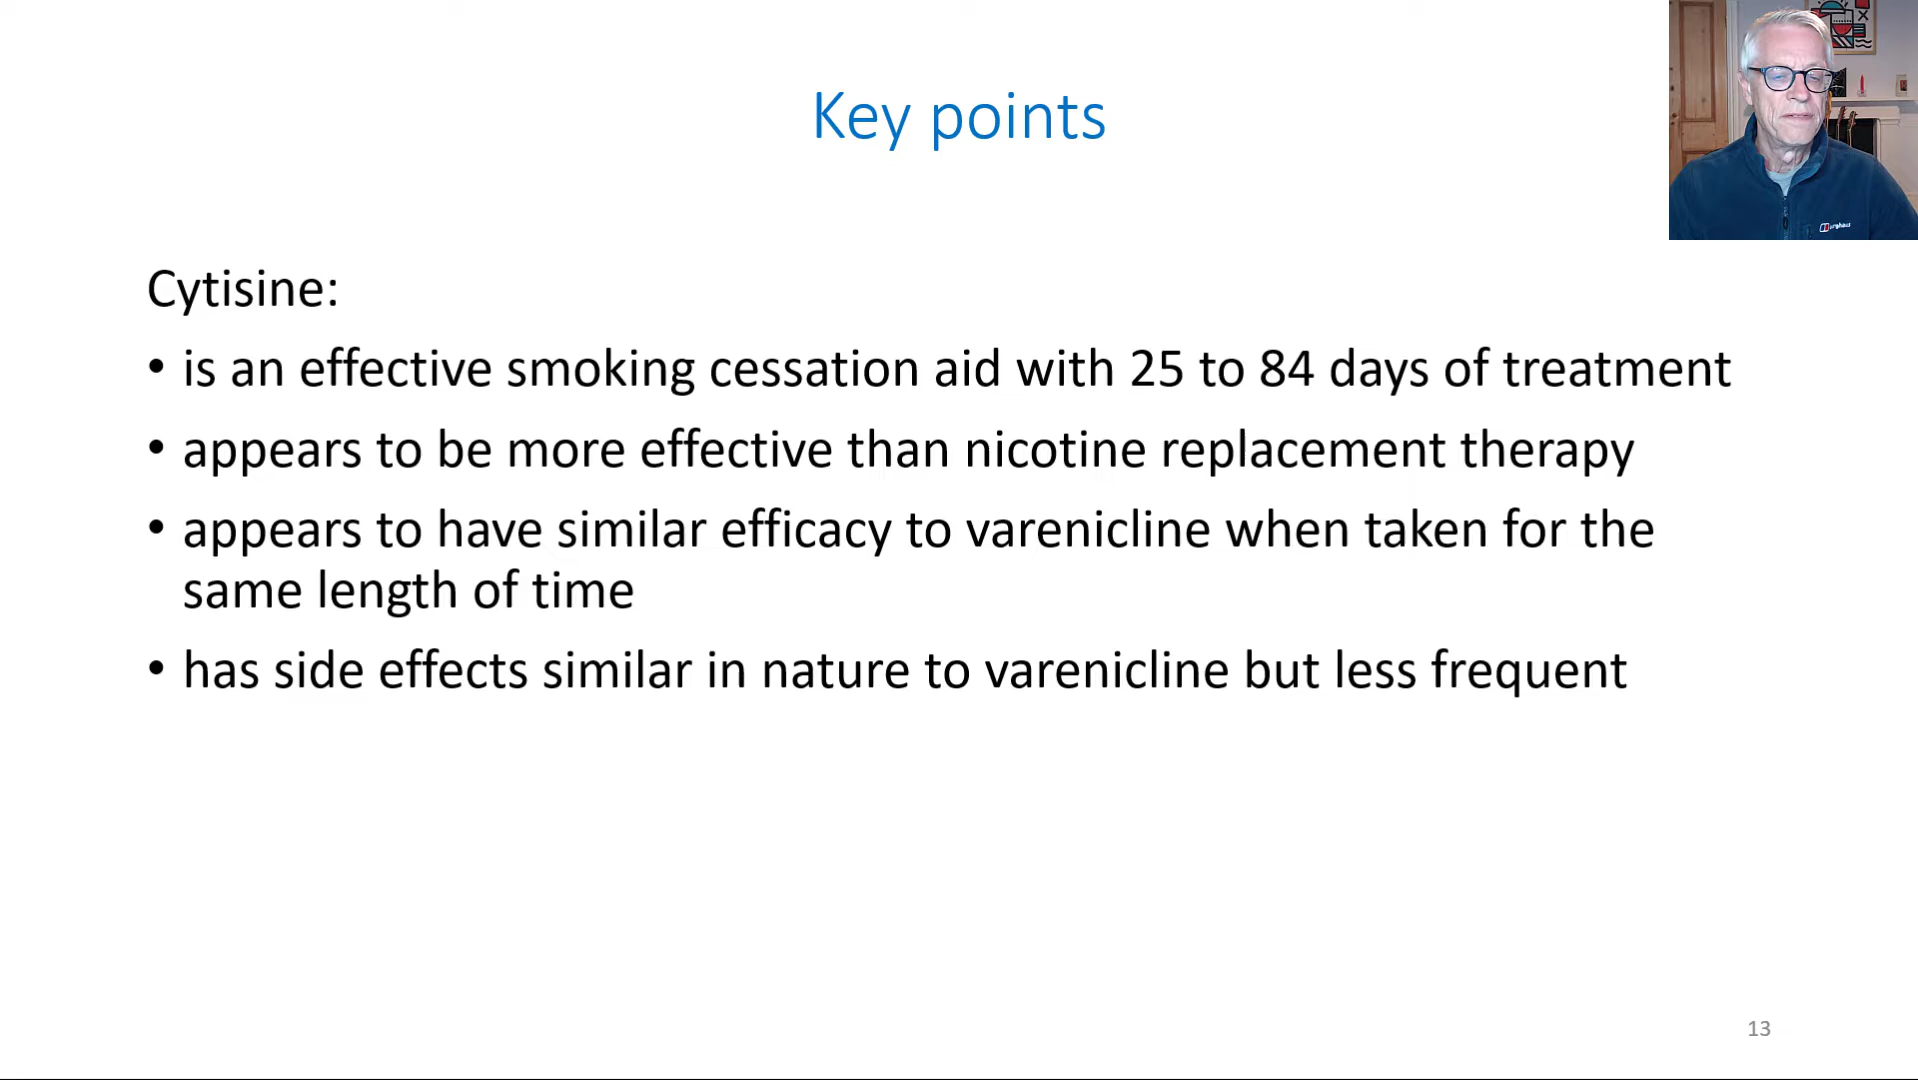 Key points
Cytisine:
• is an effective smoking cessation aid with 25 to 84 days of treatment
• appears to be more effective than nicotine replacement therapy
• appears to have similar efficacy to varenicline when taken for the
same length of time
• has side effects similar in nature to varenicline but less frequent
13